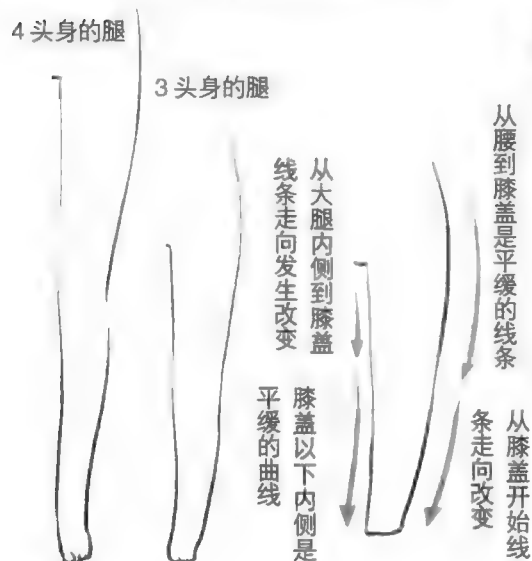 4头身的腿
3头身的腿
从大腿内侧到膝盖
线条走向发生改变
从腰到膝盖是平缓的线条
膝盖以下内侧是
平缓的曲线
从膝盖开始线
条走向改变